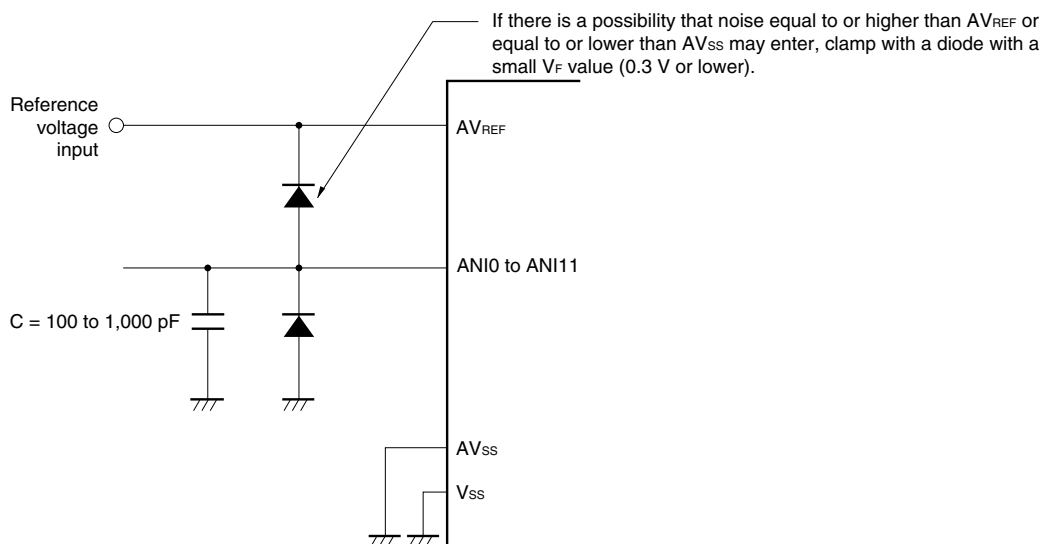 If there is a possibility that noise equal to or higher than AVREF or
equal to or lower than AVSS may enter, clamp with a diode with a
small VF value (0.3 V or lower).
Reference
voltage
input
AVREF
ANI0 to ANI11
C = 100 to 1,000 pF
AVSS
VSS